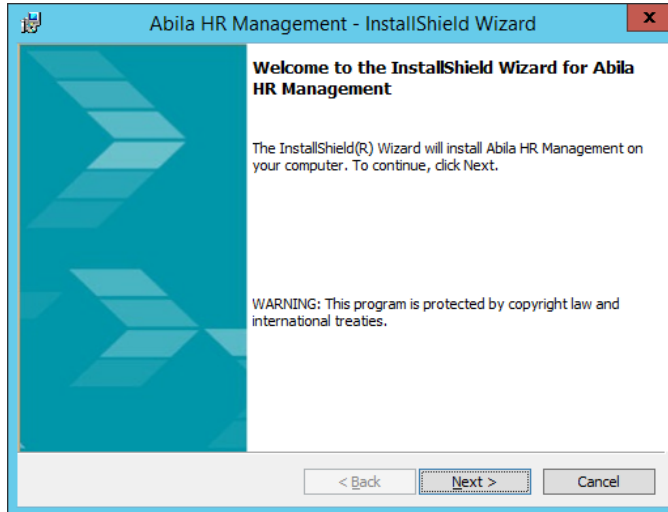 Abila HR Management - InstallShield Wizard
x
Welcome to the InstallShield Wizard for Abila
HR Management
The InstallShield(R) Wizard will install Abila HR Management on
your computer. To continue, click Next.
WARNING: This program is protected by copyright law and
international treaties.
< Back
Next >
Cancel